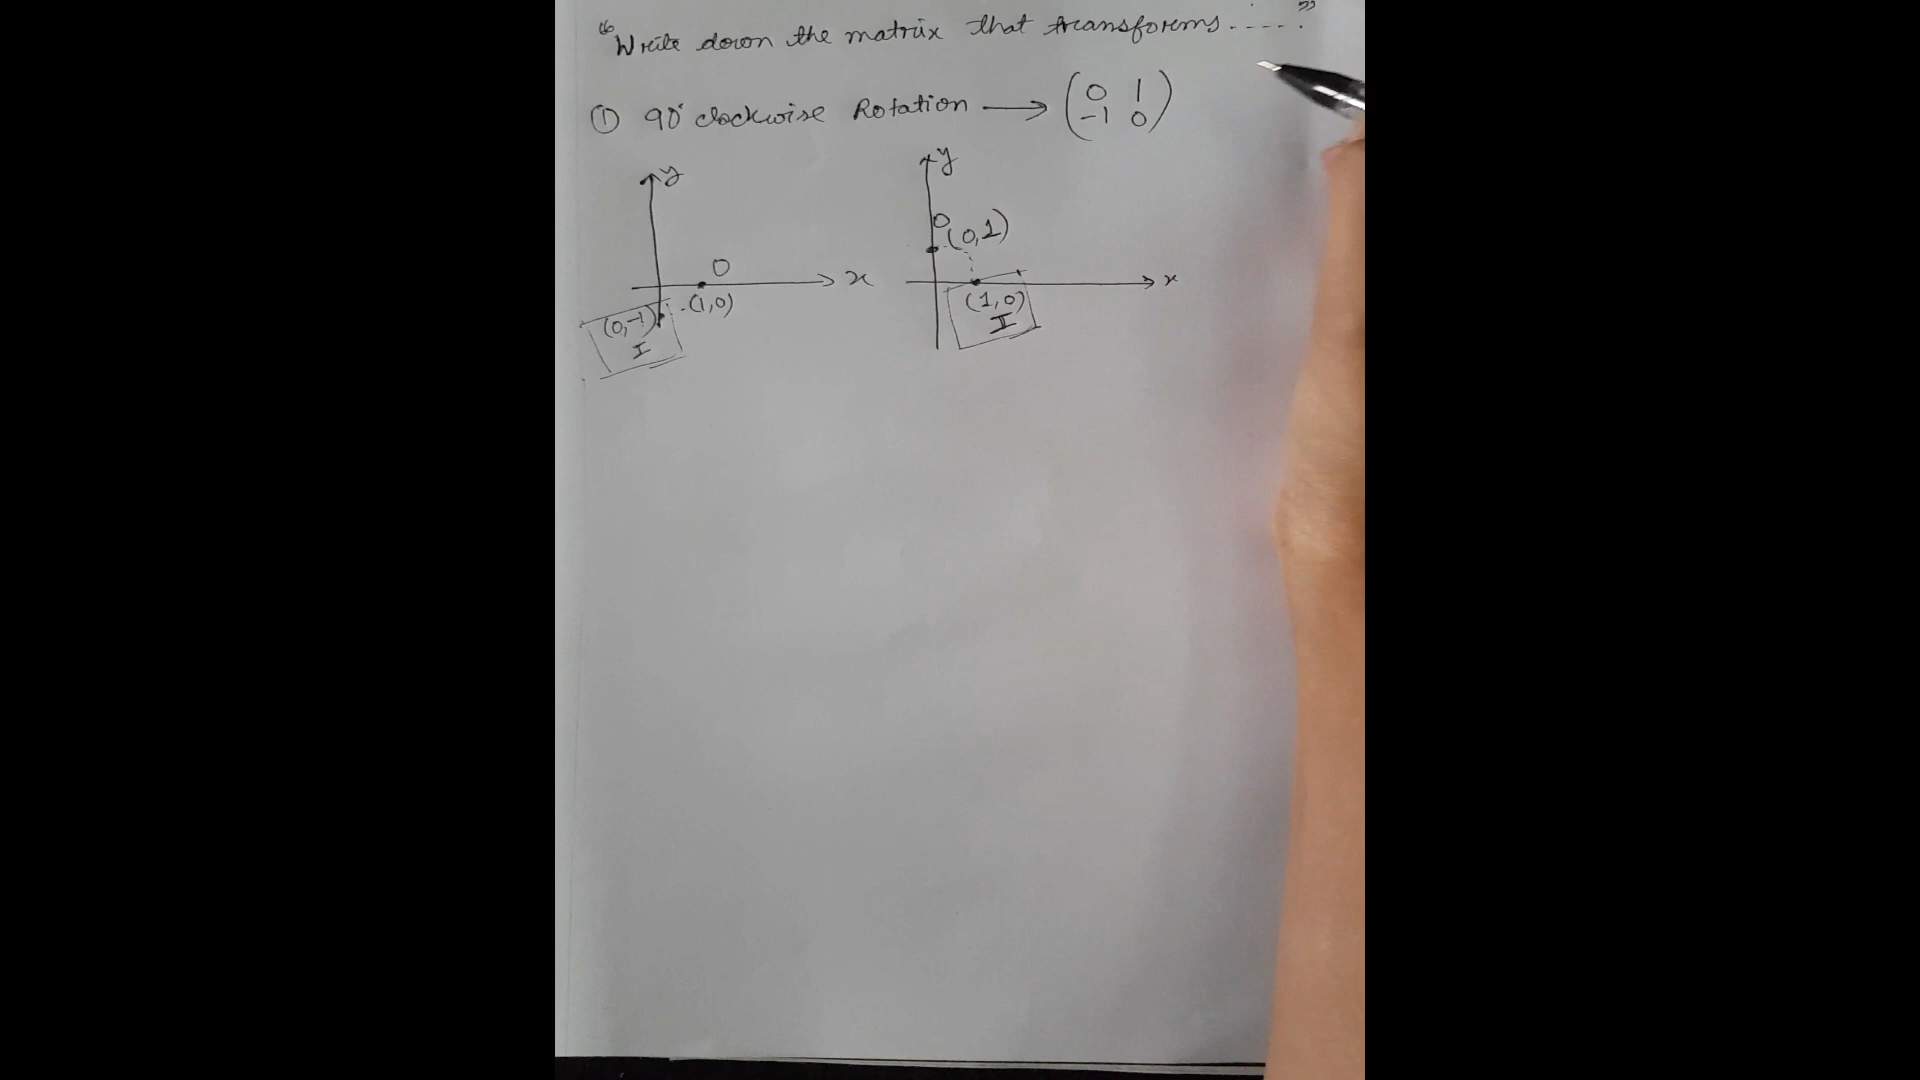 "Write down the matrix that transforms....."
① 90° clockwise Rotation → (0 1
-1 0)
y
O
x
(1,0)
(0,-1)
I
y
O
(0,1)
x
(1,0)
II